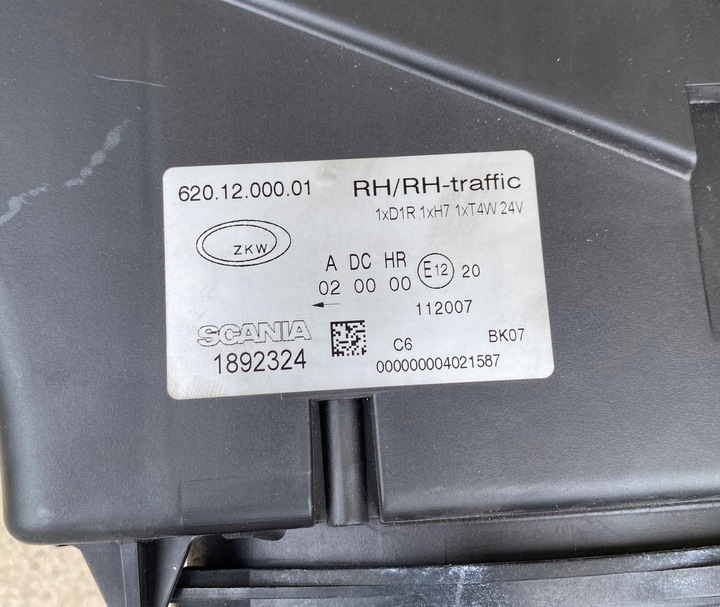 620.12.000.01
RH/RH-traffic
1xD1R 1xH7 1xT4W 24V
ZKW
A DC HR
02 00 00 E12 20
112007
SCANIA
1892324
C6 BK07
000000004021587